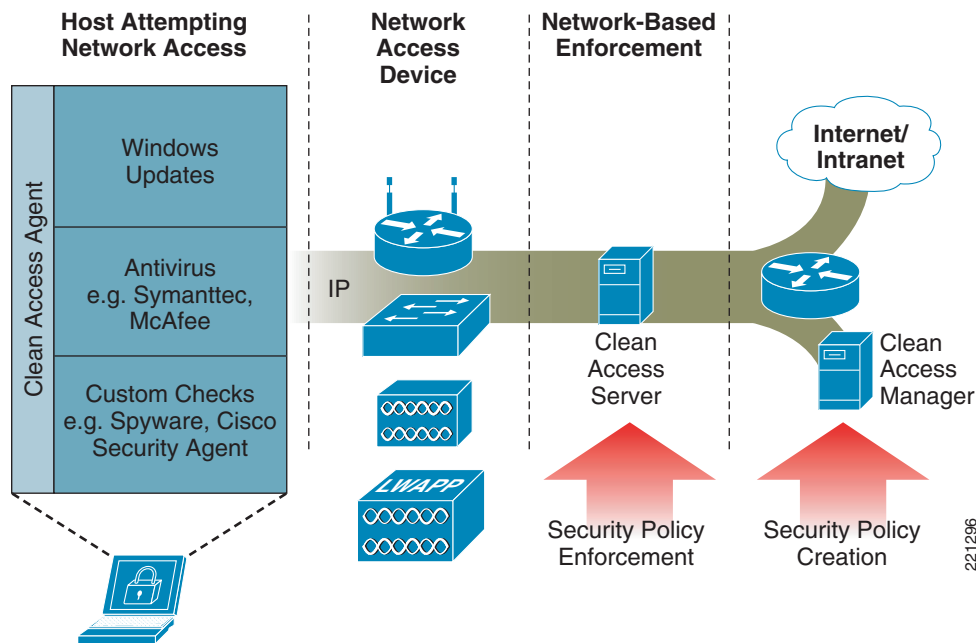 Host Attempting
Network Access
Network
Access
Device
Network-Based
Enforcement
Clean Access Agent
Windows
Updates
Antivirus
e.g. Symanttec,
McAfee
Custom Checks
e.g. Spyware, Cisco
Security Agent
IP
LWAPP
Clean
Access
Server
Security Policy
Enforcement
Internet/
Intranet
Clean
Access
Manager
Security Policy
Creation
221296